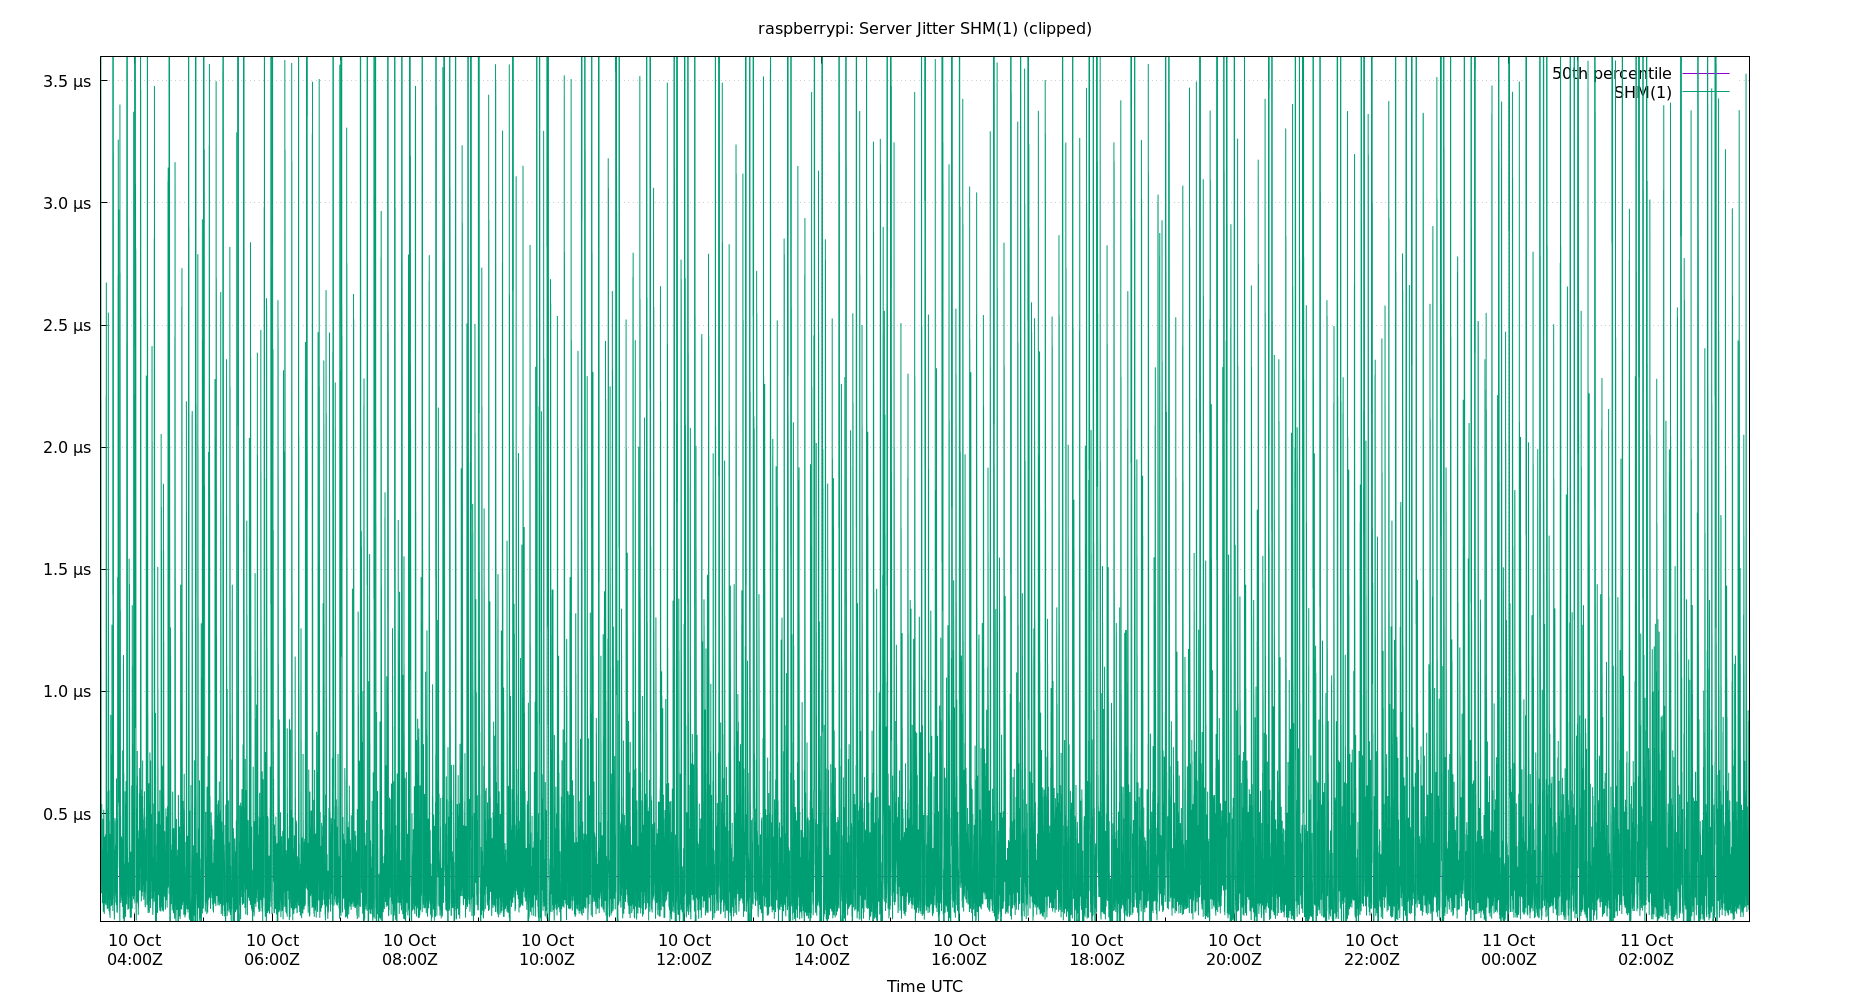 raspberrypi: Server Jitter SHM(1) (clipped)
50th percentile
SHM(1)
3.5 µs
3.0 µs
2.5 µs
2.0 µs
1.5 µs
1.0 µs
0.5 µs
10 Oct 10 Oct 10 Oct 10 Oct 10 Oct 10 Oct 10 Oct 10 Oct 10 Oct 10 Oct 11 Oct 11 Oct
04:00Z 06:00Z 08:00Z 10:00Z 12:00Z 14:00Z 16:00Z 18:00Z 20:00Z 22:00Z 00:00Z 02:00Z
Time UTC